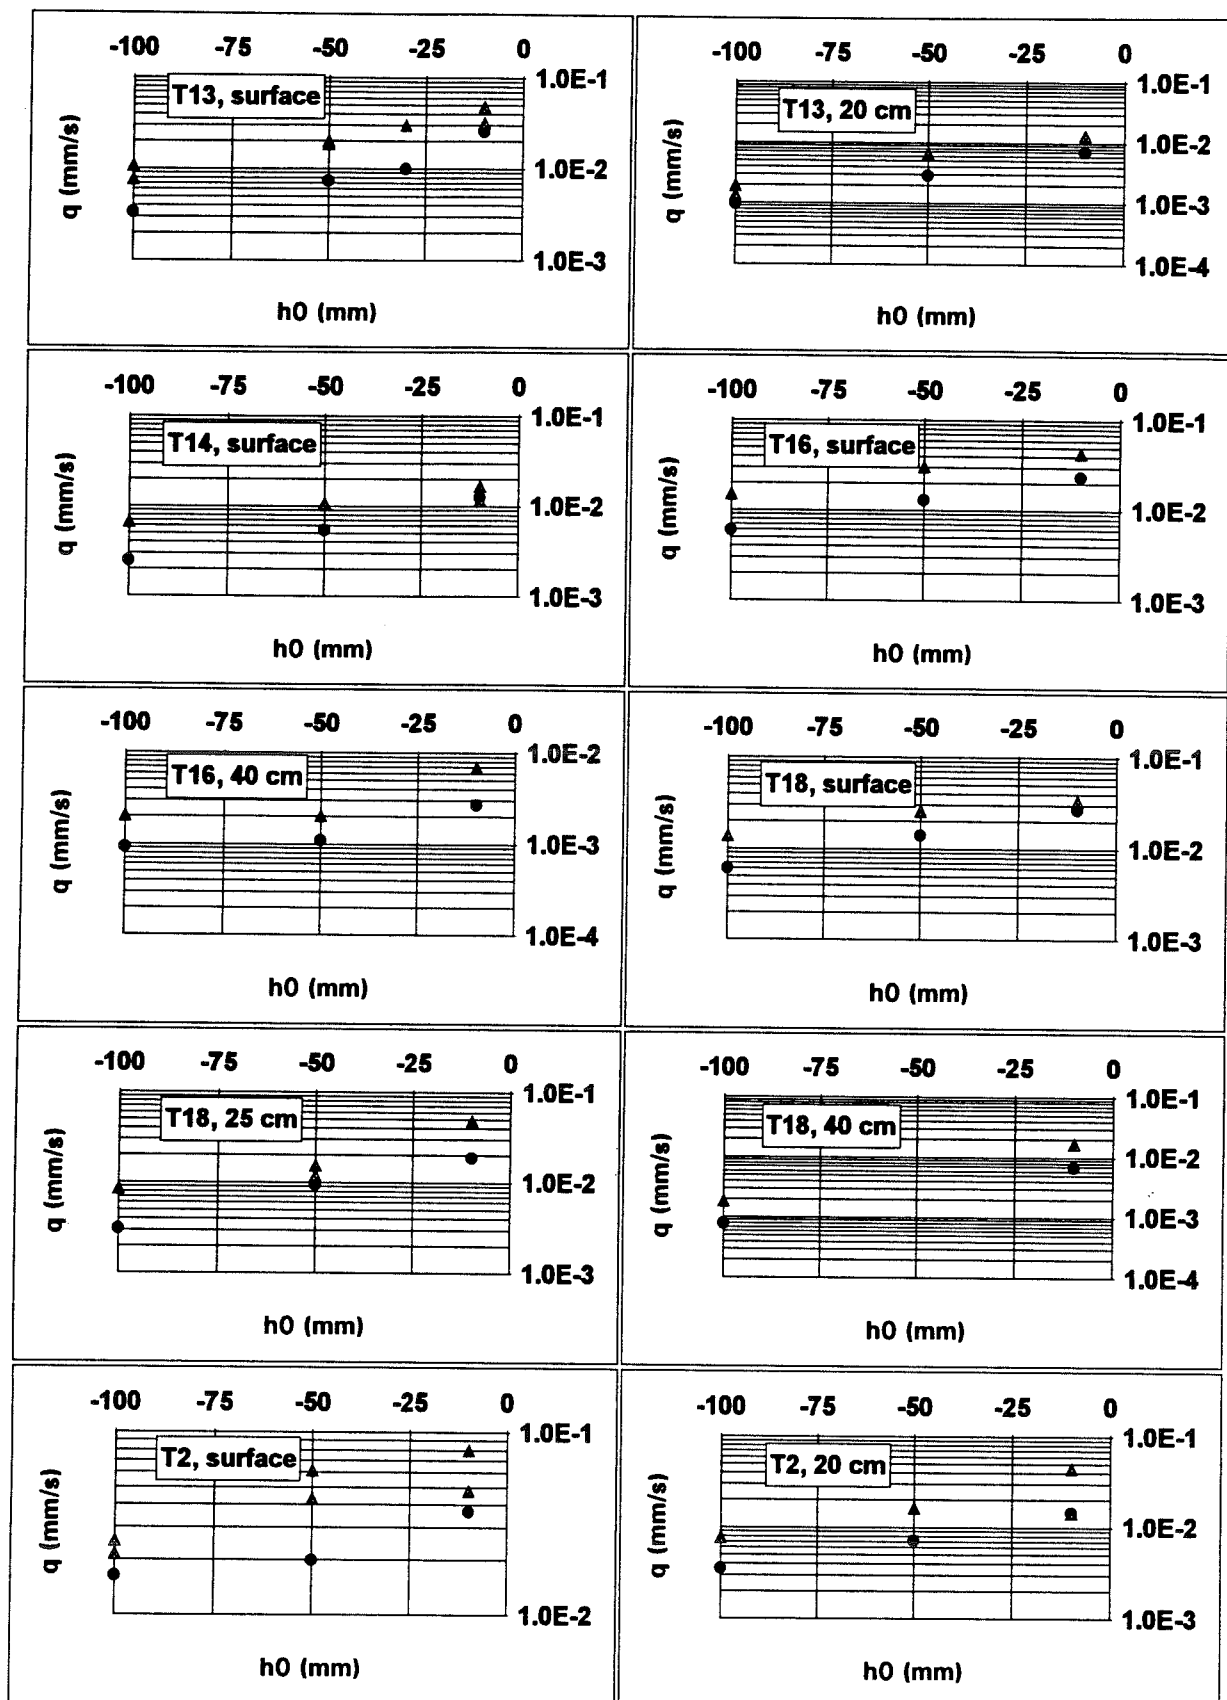 -100 -75 -50 -25 0
T13, surface
1.0E-1
1.0E-2
1.0E-3
q (mm/s)
h0 (mm)
-100 -75 -50 -25 0
T13, 20 cm
1.0E-1
1.0E-2
1.0E-3
1.0E-4
q (mm/s)
h0 (mm)
-100 -75 -50 -25 0
T14, surface
1.0E-1
1.0E-2
1.0E-3
q (mm/s)
h0 (mm)
-100 -75 -50 -25 0
T16, surface
1.0E-1
1.0E-2
1.0E-3
q (mm/s)
h0 (mm)
-100 -75 -50 -25 0
T16, 40 cm
1.0E-2
1.0E-3
1.0E-4
q (mm/s)
h0 (mm)
-100 -75 -50 -25 0
T18, surface
1.0E-1
1.0E-2
1.0E-3
q (mm/s)
h0 (mm)
-100 -75 -50 -25 0
T18, 25 cm
1.0E-1
1.0E-2
1.0E-3
q (mm/s)
h0 (mm)
-100 -75 -50 -25 0
T18, 40 cm
1.0E-1
1.0E-2
1.0E-3
1.0E-4
q (mm/s)
h0 (mm)
-100 -75 -50 -25 0
T2, surface
1.0E-1
1.0E-2
q (mm/s)
h0 (mm)
-100 -75 -50 -25 0
T2, 20 cm
1.0E-1
1.0E-2
1.0E-3
q (mm/s)
h0 (mm)